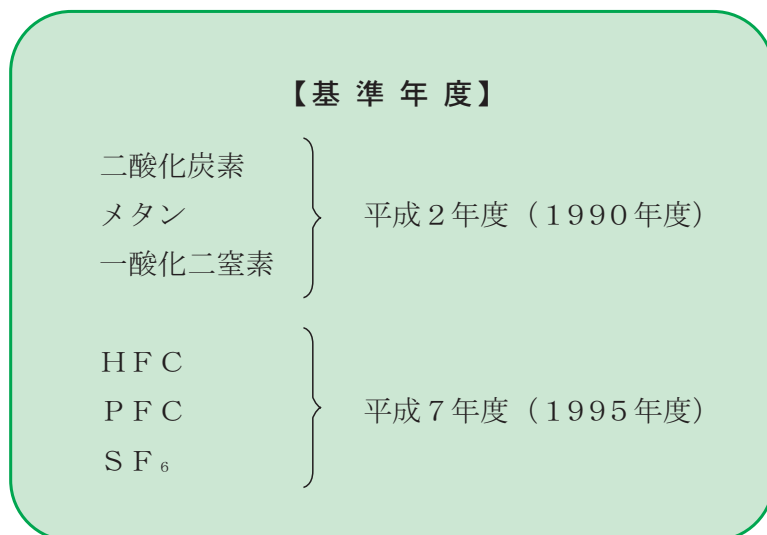 【基準年度】
二酸化炭素
メタン
平成２年度（１９９０年度）
一酸化二窒素
ＨＦＣ
ＰＦＣ
平成７年度（１９９５年度）
ＳＦ₆